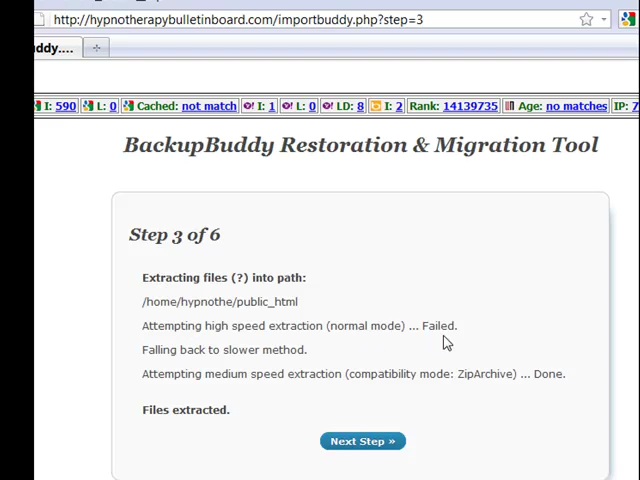 http://hypnotherapybulletinboard.com/importbuddy.php?step=3
uddy....
I: 590 L: 0 Cached: not match I: 1 L: 0 LD: 8 I: 2 Rank: 14139735 Age: no matches IP: 7
BackupBuddy Restoration & Migration Tool
Step 3 of 6
Extracting files (?) into path:
/home/hypnothe/public_html
Attempting high speed extraction (normal mode) ... Failed.
Falling back to slower method.
Attempting medium speed extraction (compatibility mode: ZipArchive) ... Done.
Files extracted.
Next Step »